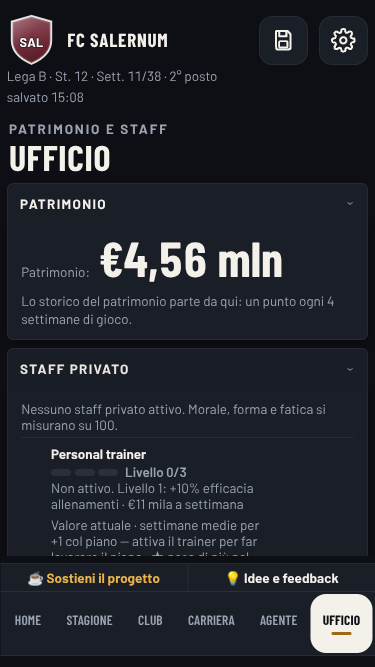 SAL
FC SALERNUM
Lega B · St. 12 · Sett. 11/38 · 2° posto
salvato 15:08
PATRIMONIO E STAFF
UFFICIO
PATRIMONIO
Patrimonio: €4,56 mln
Lo storico del patrimonio parte da qui: un punto ogni 4
settimane di gioco.
STAFF PRIVATO
Nessuno staff privato attivo. Morale, forma e fatica si
misurano su 100.
Personal trainer
Livello 0/3
Non attivo. Livello 1: +10% efficacia
allenamenti · €11 mila a settimana
Valore attuale · settimane medie per
+1 col piano — attiva il trainer per far
☕ Sostieni il progetto
💡 Idee e feedback
HOME STAGIONE CLUB CARRIERA AGENTE UFFICIO